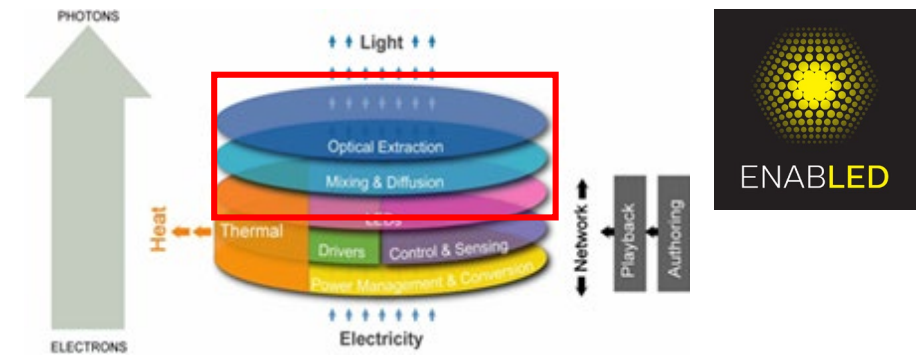 PHOTONS
Light
Optical Extraction
Mixing & Diffusion
LEDs
Thermal
Heat
Drivers
Control & Sensing
Power Management & Conversion
Electricity
ELECTRONS
Network
Playback
Authoring
ENABLED